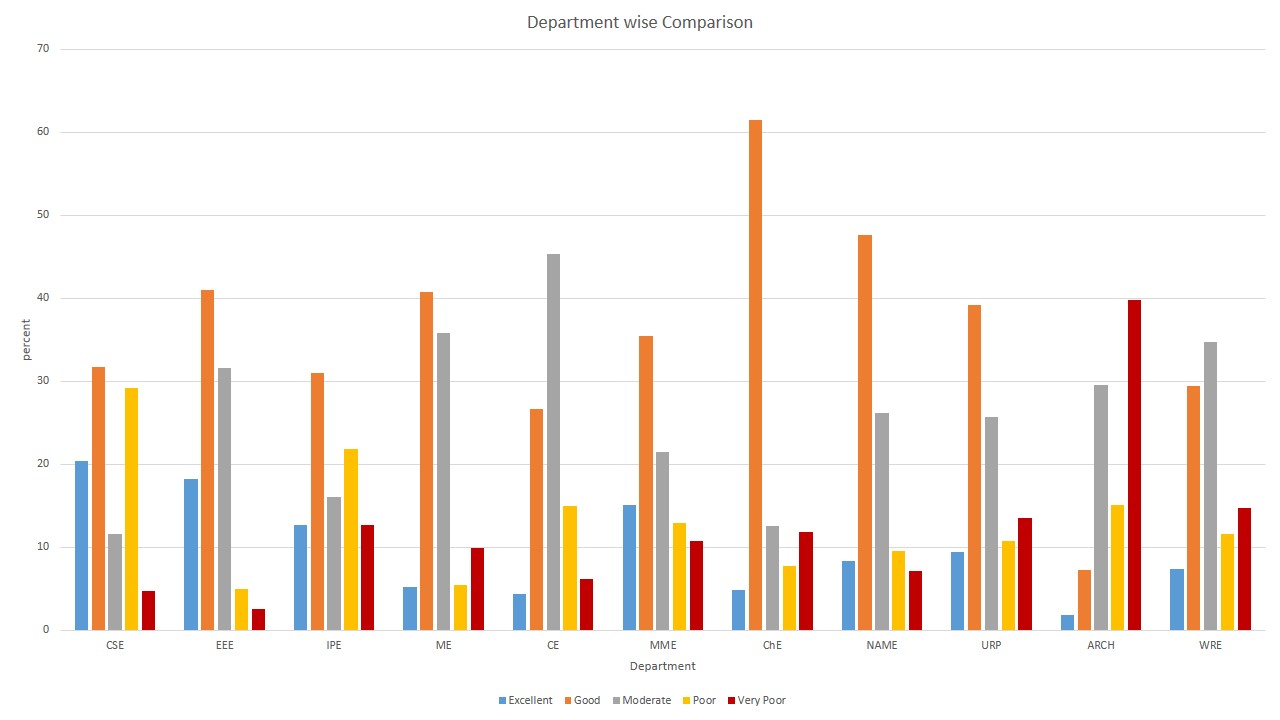 Department wise Comparison
70
60
50
40
30
20
10
0
percent
CSE EEE IPE ME CE MME ChE NAME URP ARCH WRE
Department
Excellent Good Moderate Poor Very Poor